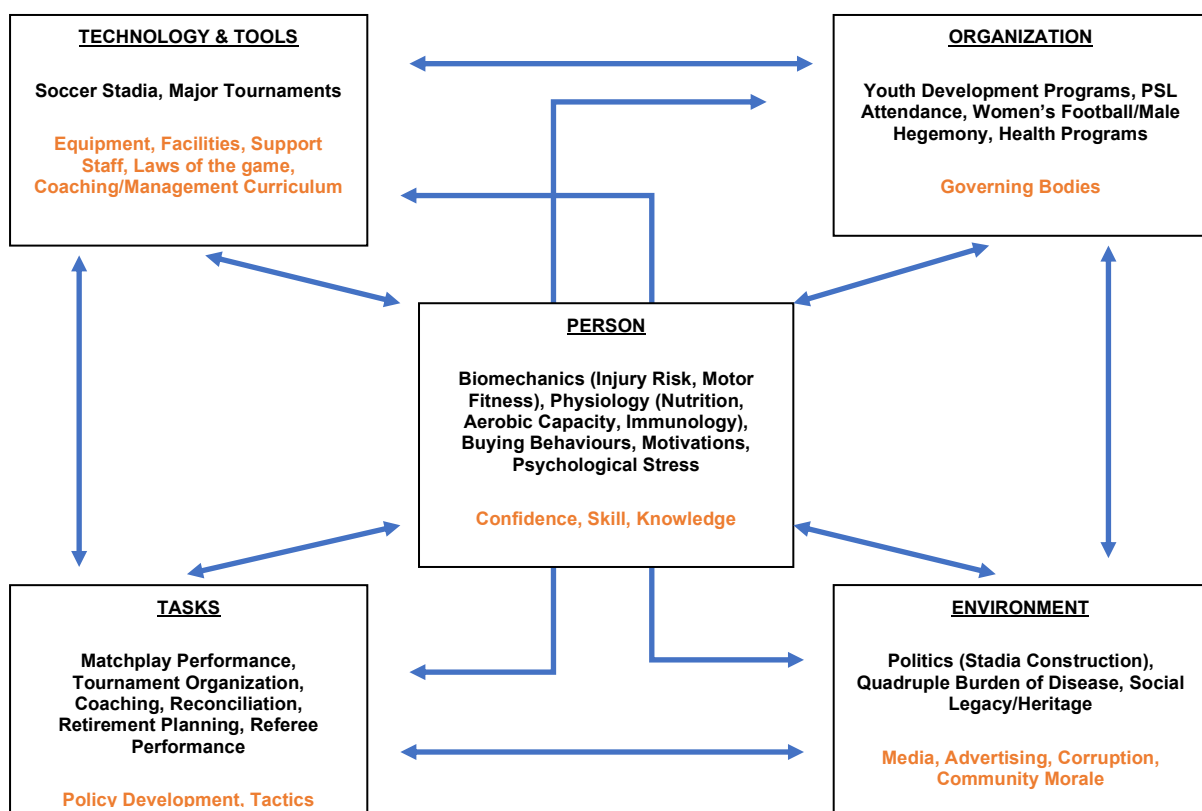 TECHNOLOGY & TOOLS
Soccer Stadia, Major Tournaments
Equipment, Facilities, Support
Staff, Laws of the game,
Coaching/Management Curriculum
ORGANIZATION
Youth Development Programs, PSL
Attendance, Women’s Football/Male
Hegemony, Health Programs
Governing Bodies
PERSON
Biomechanics (Injury Risk, Motor
Fitness), Physiology (Nutrition,
Aerobic Capacity, Immunology),
Buying Behaviours, Motivations,
Psychological Stress
Confidence, Skill, Knowledge
TASKS
Matchplay Performance,
Tournament Organization,
Coaching, Reconciliation,
Retirement Planning, Referee
Performance
Policy Development, Tactics
ENVIRONMENT
Politics (Stadia Construction),
Quadruple Burden of Disease, Social
Legacy/Heritage
Media, Advertising, Corruption,
Community Morale